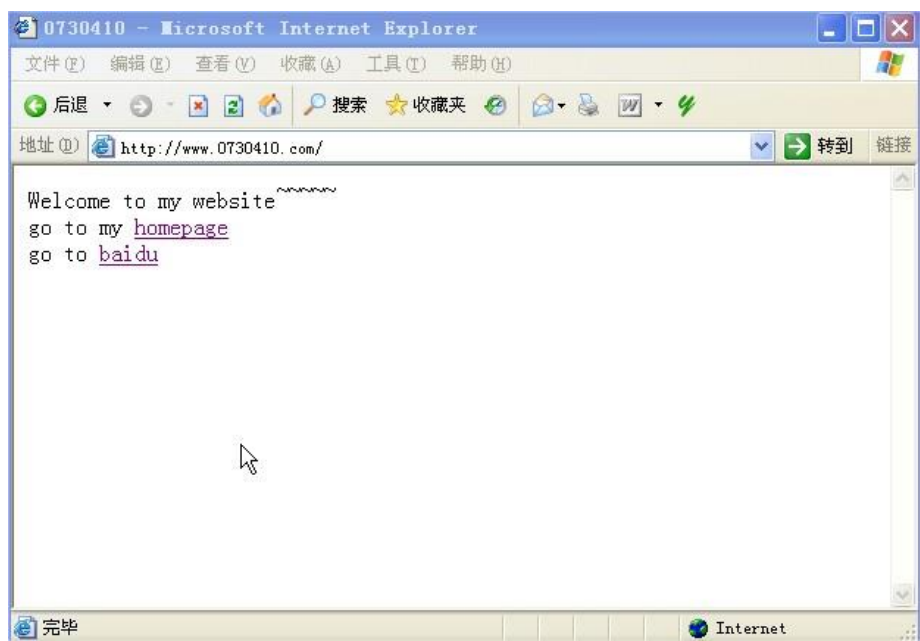 0730410 - Microsoft Internet Explorer
文件(F) 编辑(E) 查看(V) 收藏(A) 工具(T) 帮助(H)
后退 搜索 收藏夹
地址(D) http://www.0730410.com/ 转到 链接
Welcome to my website~~~~~
go to my homepage
go to baidu
完毕 Internet